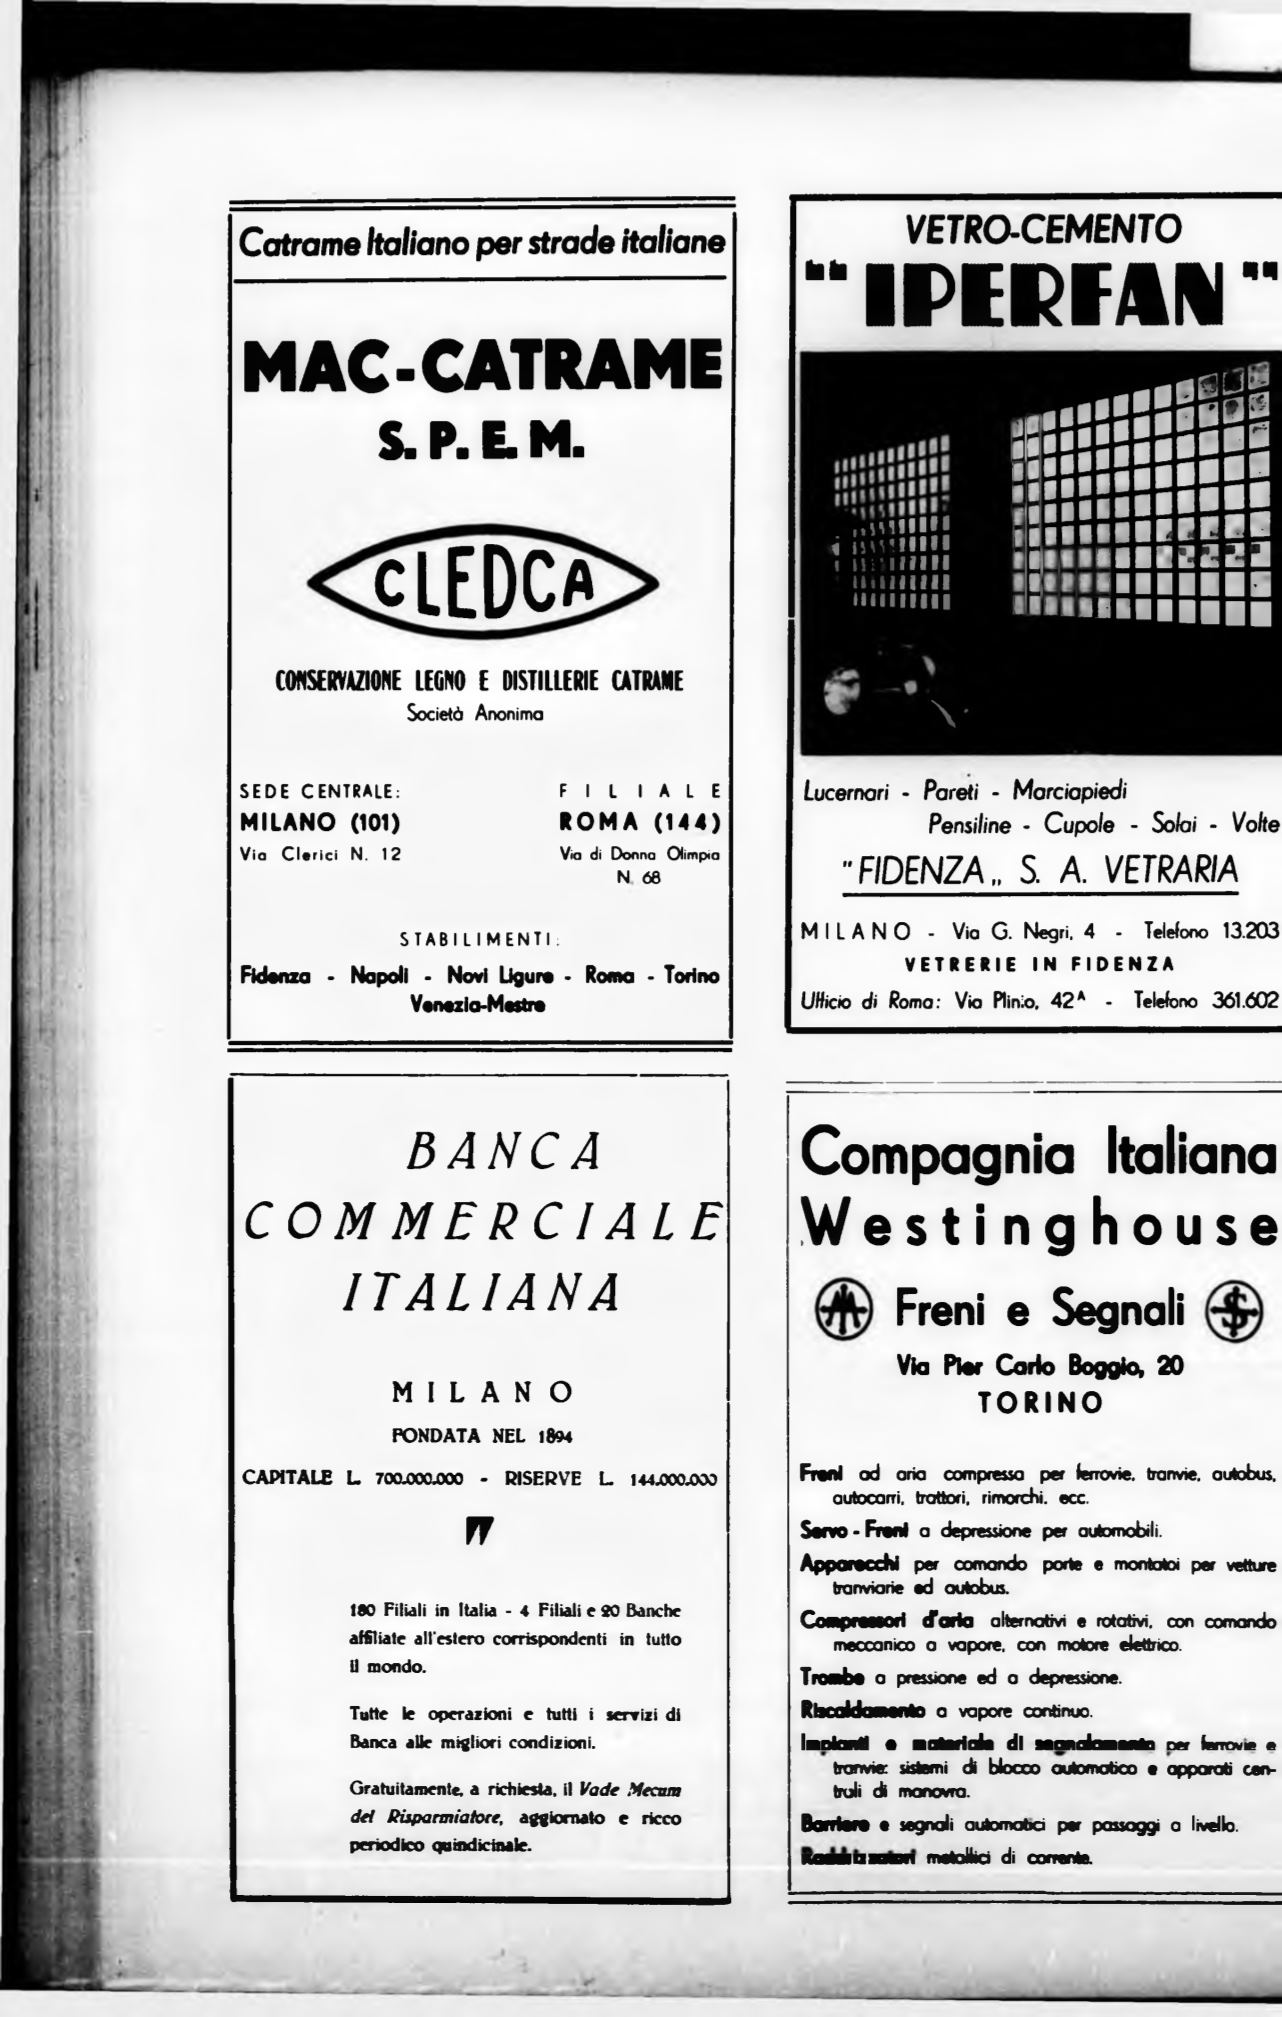 Catrame Italiano per strade italiane
MAC-CATRAME
S. P. E. M.
CLEDCA
CONSERVAZIONE LEGNO E DISTILLERIE CATRAME
Società Anonima
SEDE CENTRALE:
MILANO (101)
Via Clerici N. 12
FILIALE
ROMA (144)
Via di Donna Olimpia
N. 68
STABILIMENTI:
Fidenza - Napoli - Novi Ligure - Roma - Torino
Venezia-Mestre
VETRO-CEMENTO
"IPERFAN"
Lucernari - Pareti - Marciapiedi
Pensiline - Cupole - Solai - Volte
"FIDENZA„ S. A. VETRARIA
MILANO - Via G. Negri, 4 - Telefono 13.203
VETRERIE IN FIDENZA
Ufficio di Roma: Via Plinio, 42ᴬ - Telefono 361.602
BANCA
COMMERCIALE
ITALIANA
MILANO
FONDATA NEL 1894
CAPITALE L. 700.000.000 - RISERVE L. 144.000.000
180 Filiali in Italia - 4 Filiali e 20 Banche
affiliate all'estero corrispondenti in tutto
il mondo.
Tutte le operazioni e tutti i servizi di
Banca alle migliori condizioni.
Gratuitamente, a richiesta, il Vade Mecum
del Risparmiatore, aggiornato e ricco
periodico quindicinale.
Compagnia Italiana
Westinghouse
Freni e Segnali
Via Pier Carlo Boggio, 20
TORINO
Freni ad aria compressa per ferrovie, tranvie, autobus,
autocarri, trattori, rimorchi, ecc.
Servo-Freni a depressione per automobili.
Apparecchi per comando porte e montatoi per vetture
tranviarie ed autobus.
Compressori d'aria alternativi e rotativi, con comando
meccanico a vapore, con motore elettrico.
Trombe a pressione ed a depressione.
Riscaldamento a vapore continuo.
Impianti e materiale di segnalamento per ferrovie e
tranvie: sistemi di blocco automatico e apparati cen-
trali di manovra.
Barriere e segnali automatici per passaggi a livello.
Raddrizzatori metallici di corrente.